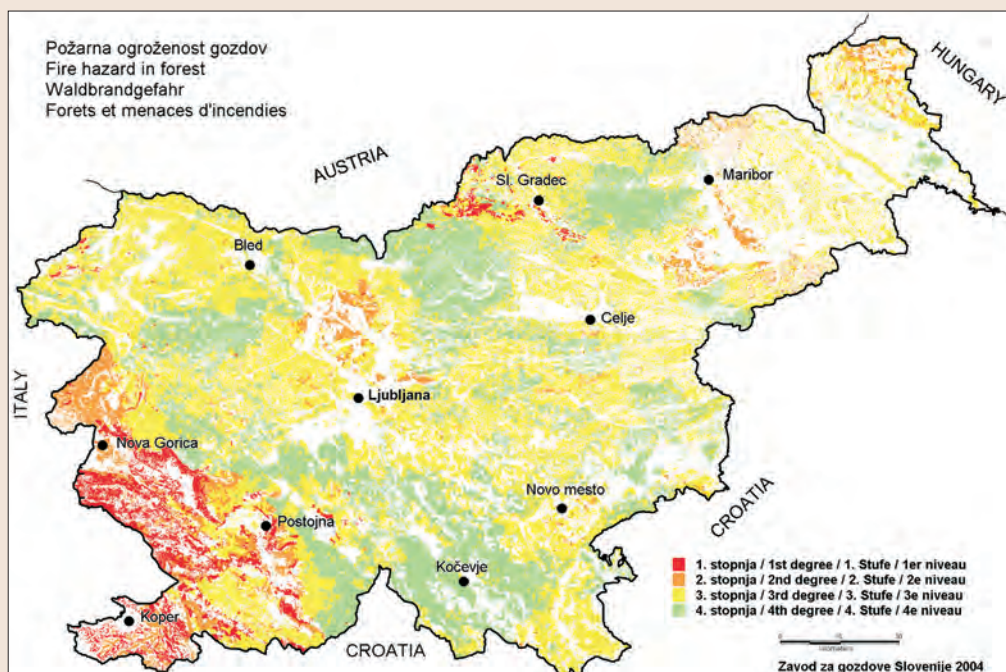 Požarna ogroženost gozdov
Fire hazard in forest
Waldbrandgefahr
Forets et menaces d'incendies
HUNGARY
AUSTRIA
Sl. Gradec
Maribor
Bled
Celje
ITALY
Ljubljana
Nova Gorica
Novo mesto
CROATIA
Postojna
Kočevje
Koper
CROATIA
1. stopnja / 1st degree / 1. Stufe / 1er niveau
2. stopnja / 2nd degree / 2. Stufe / 2e niveau
3. stopnja / 3rd degree / 3. Stufe / 3e niveau
4. stopnja / 4th degree / 4. Stufe / 4e niveau
kilometers
Zavod za gozdove Slovenije 2004